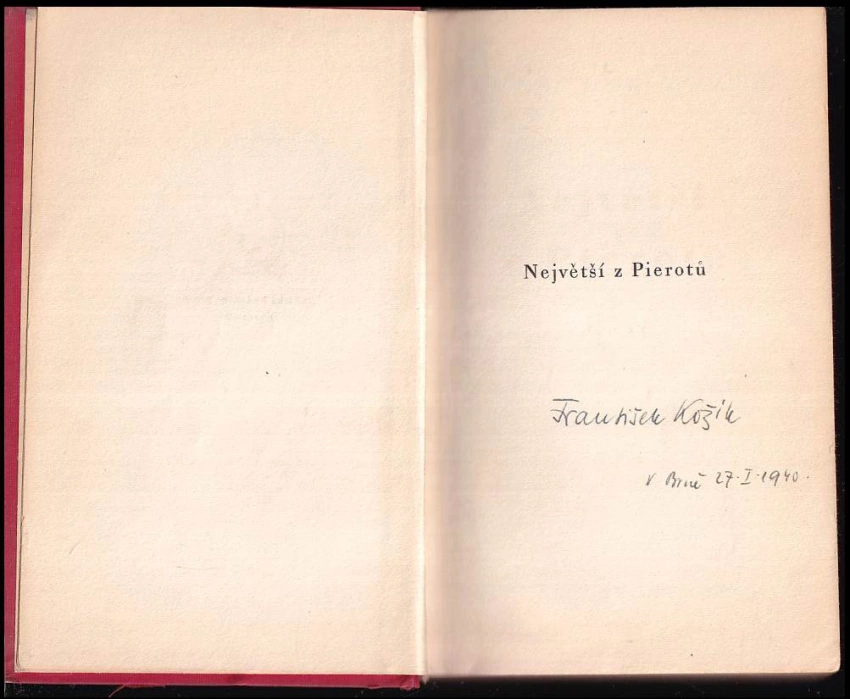 Největší z Pierotů
František Kožík
V Brně 27·I·1940.